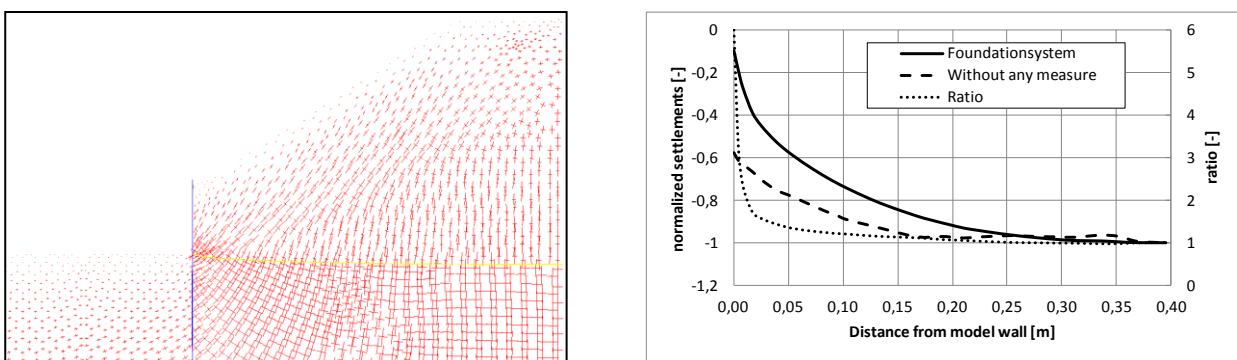 0
-0,2
-0,4
-0,6
-0,8
-1
-1,2
normalized settlements [-]
Foundationsystem
Without any measure
Ratio
6
5
4
3
2
1
0
ratio [-]
0,00 0,05 0,10 0,15 0,20 0,25 0,30 0,35 0,40
Distance from model wall [m]